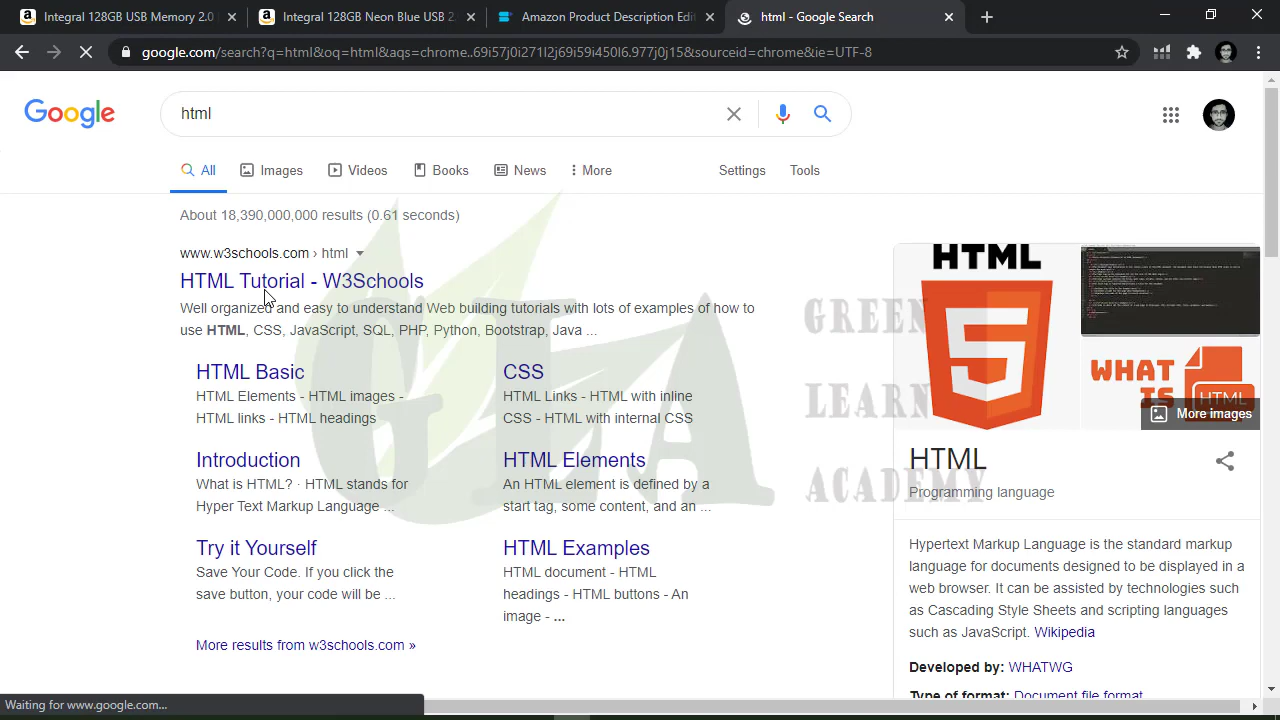 Integral 128GB USB Memory 2.0
Integral 128GB Neon Blue USB 2.
Amazon Product Description Edit
html - Google Search
google.com/search?q=html&oq=html&aqs=chrome..69i57j0i271l2j69i59i450l6.977j0j15&sourceid=chrome&ie=UTF-8
Google
html
All
Images
Videos
Books
News
More
Settings
Tools
About 18,390,000,000 results (0.61 seconds)
www.w3schools.com › html
HTML Tutorial - W3Schools
Well organized and easy to understand Web building tutorials with lots of examples of how to
use HTML, CSS, JavaScript, SQL, PHP, Python, Bootstrap, Java ...
HTML Basic
HTML Elements - HTML images -
HTML links - HTML headings
CSS
HTML Links - HTML with inline
CSS - HTML with internal CSS
Introduction
What is HTML? · HTML stands for
Hyper Text Markup Language ...
HTML Elements
An HTML element is defined by a
start tag, some content, and an ...
Try it Yourself
Save Your Code. If you click the
save button, your code will be ...
HTML Examples
HTML document - HTML
headings - HTML buttons - An
image - ...
More results from w3schools.com »
GLA
GREEN
LEARN
ACADEMY
HTML
5
WHAT
IS
HTML
More images
HTML
Programming language
Hypertext Markup Language is the standard markup
language for documents designed to be displayed in a
web browser. It can be assisted by technologies such
as Cascading Style Sheets and scripting languages
such as JavaScript. Wikipedia
Developed by: WHATWG
Type of format: Document file format
Waiting for www.google.com...